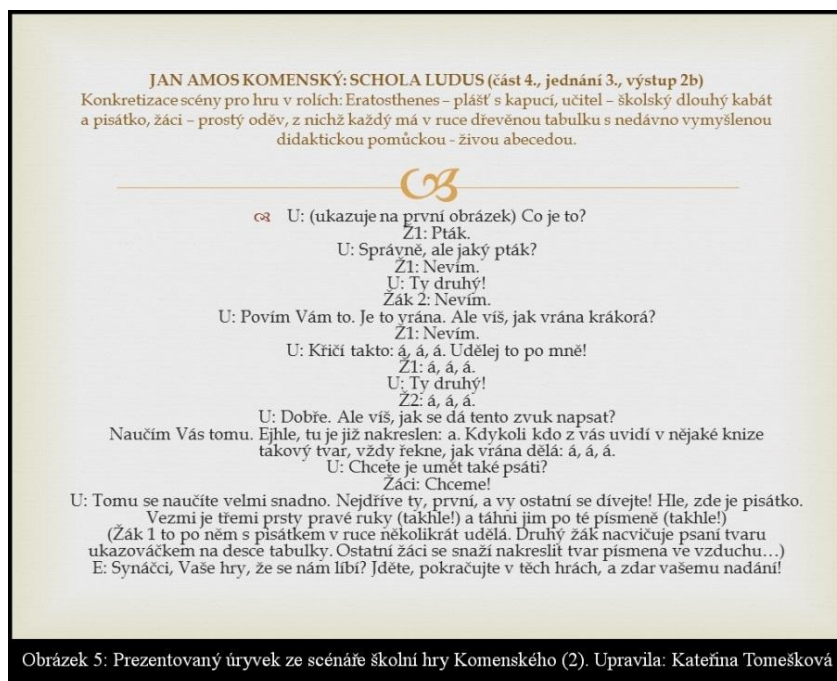 JAN AMOS KOMENSKÝ: SCHOLA LUDUS (část 4., jednání 3., výstup 2b)
Konkretizace scény pro hru v rolích: Eratosthenes – plášť s kapucí, učitel – školský dlouhý kabát
a pisátko, žáci – prostý oděv, z nichž každý má v ruce dřevěnou tabulku s nedávno vymyšlenou
didaktickou pomůckou - živou abecedou.
U: (ukazuje na první obrázek) Co je to?
Ž1: Pták.
U: Správně, ale jaký pták?
Ž1: Nevím.
U: Ty druhý!
Žák 2: Nevím.
U: Povím Vám to. Je to vrána. Ale víš, jak vrána krákorá?
Ž1: Nevím.
U: Křičí takto: á, á, á. Udělej to po mně!
Ž1: á, á, á.
U: Ty druhý!
Ž2: á, á, á.
U: Dobře. Ale víš, jak se dá tento zvuk napsat?
Naučím Vás tomu. Ejhle, tu je již nakreslen: a. Kdykoli kdo z vás uvidí v nějaké knize
takový tvar, vždy řekne, jak vrána dělá: á, á, á.
U: Chcete je umět také psáti?
Žáci: Chceme!
U: Tomu se naučíte velmi snadno. Nejdříve ty, první, a vy ostatní se dívejte! Hle, zde je pisátko.
Vezmi je třemi prsty pravé ruky (takhle!) a táhni jim po té písmeně (takhle!)
(Žák 1 to po něm s pisátkem v ruce několikrát udělá. Druhý žák nacvičuje psaní tvaru
ukazováčkem na desce tabulky. Ostatní žáci se snaží nakreslit tvar písmena ve vzduchu…)
E: Synáčci, Vaše hry, že se nám líbí? Jděte, pokračujte v těch hrách, a zdar vašemu nadání!
Obrázek 5: Prezentovaný úryvek ze scénáře školní hry Komenského (2). Upravila: Kateřina Tomešková